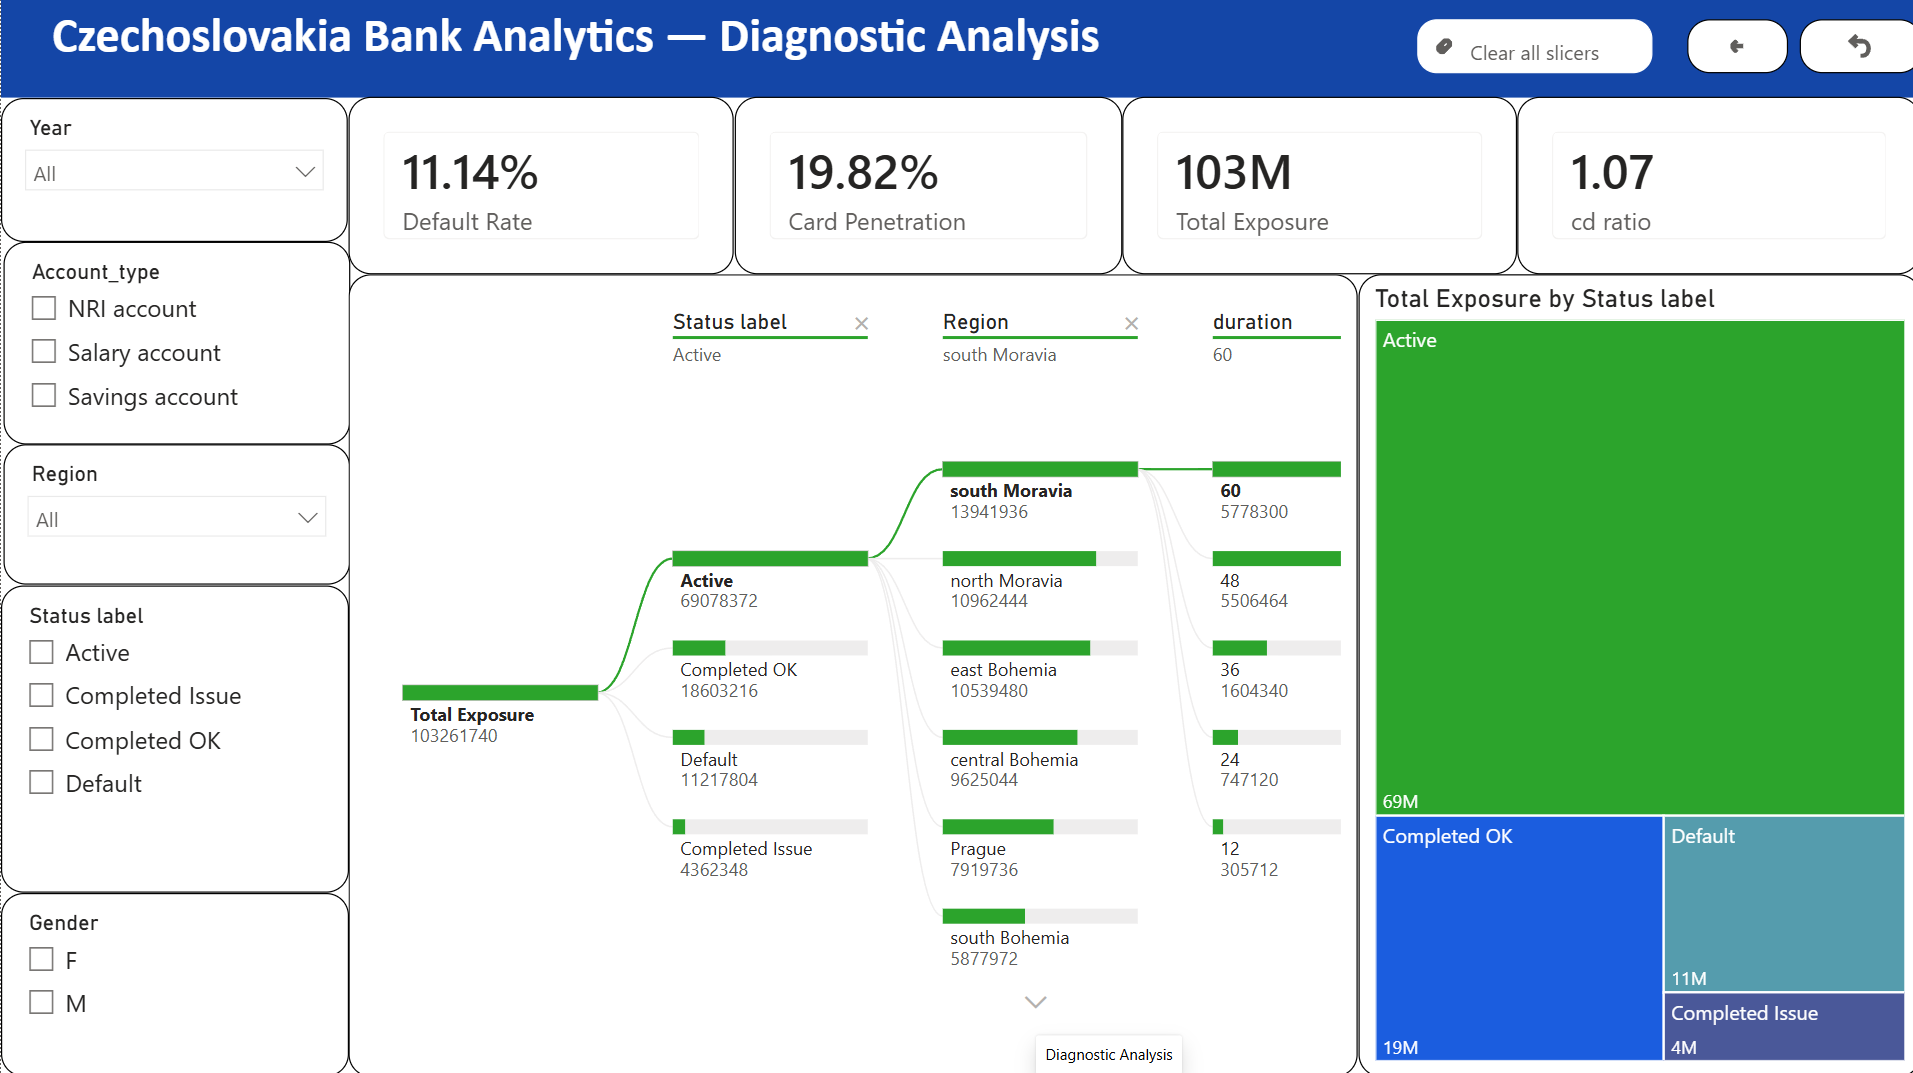 Czechoslovakia Bank Analytics — Diagnostic Analysis
Clear all slicers
Year
All
Account_type
NRI account
Salary account
Savings account
Region
All
Status label
Active
Completed Issue
Completed OK
Default
Gender
F
M
11.14%
Default Rate
19.82%
Card Penetration
103M
Total Exposure
1.07
cd ratio
Status label
Active
Region
south Moravia
duration
60
Total Exposure
103261740
Active
69078372
Completed OK
18603216
Default
11217804
Completed Issue
4362348
south Moravia
13941936
north Moravia
10962444
east Bohemia
10539480
central Bohemia
9625044
Prague
7919736
south Bohemia
5877972
60
5778300
48
5506464
36
1604340
24
747120
12
305712
Diagnostic Analysis
Total Exposure by Status label
Active
69M
Completed OK
19M
Default
11M
Completed Issue
4M